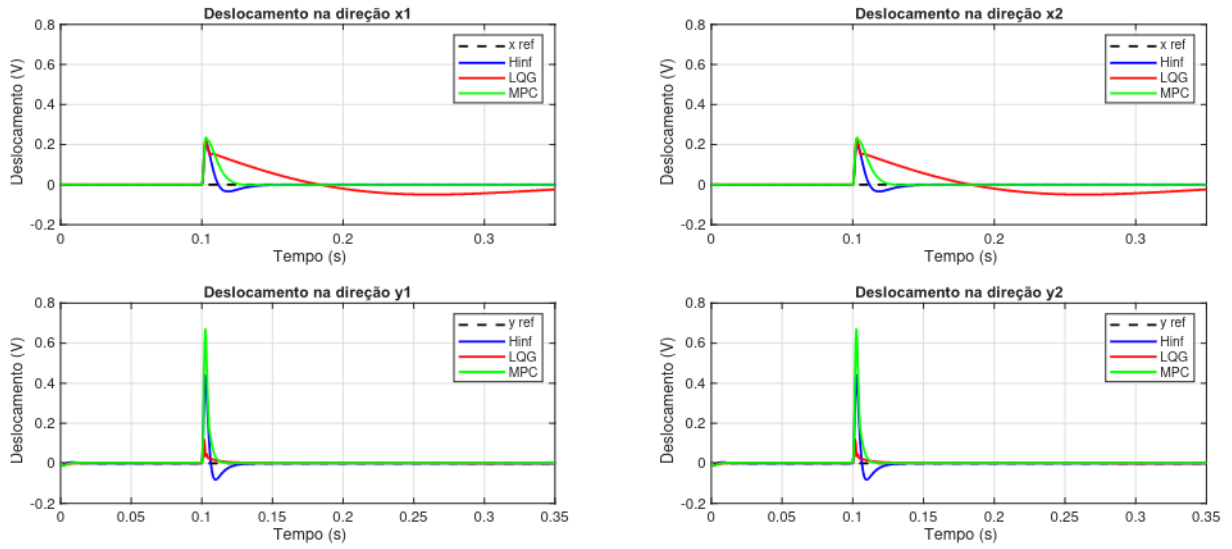 Deslocamento na direção x1
0.8
0.6
0.4
0.2
0
-0.2
Deslocamento (V)
0
0.1
0.2
0.3
Tempo (s)
x ref
Hinf
LQG
MPC
Deslocamento na direção x2
0.8
0.6
0.4
0.2
0
-0.2
Deslocamento (V)
0
0.1
0.2
0.3
Tempo (s)
x ref
Hinf
LQG
MPC
Deslocamento na direção y1
0.8
0.6
0.4
0.2
0
-0.2
Deslocamento (V)
0
0.05
0.1
0.15
0.2
0.25
0.3
0.35
Tempo (s)
y ref
Hinf
LQG
MPC
Deslocamento na direção y2
0.8
0.6
0.4
0.2
0
-0.2
Deslocamento (V)
0
0.05
0.1
0.15
0.2
0.25
0.3
0.35
Tempo (s)
y ref
Hinf
LQG
MPC